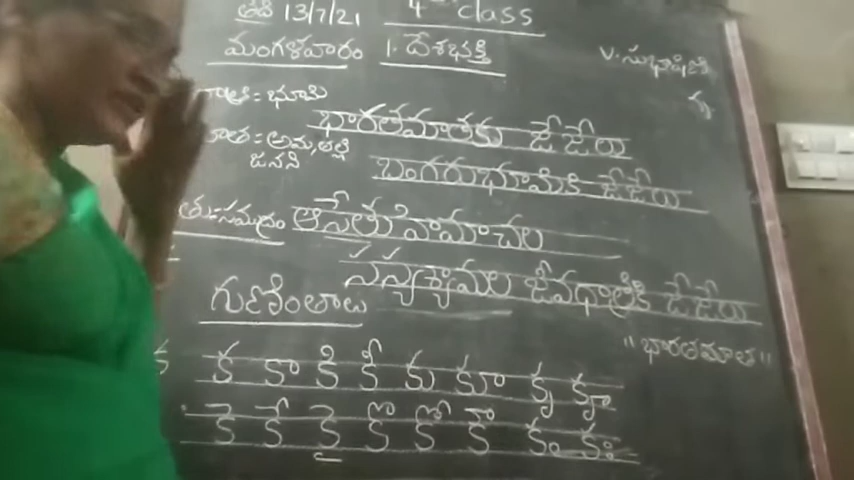 తేది 13/7/21 4th class
మంగళవారం 1. దేశభక్తి V. సుభాషిణి
ధాత్రి = భూమి
భారతమాతకు జేజేలు
మాత = అమ్మ, తల్లి
జనని
బంగరుభూమికి జేజేలు
సేతు: సముద్రం ఆసేతు హిమాచల
సస్యశ్యామల జీవధాత్రికి జేజేలు
గుణింతాలు
"భారతమాత"
క క కా కి కీ కు కూ కృ కౄ
కె కే కై కొ కో కౌ కం కః